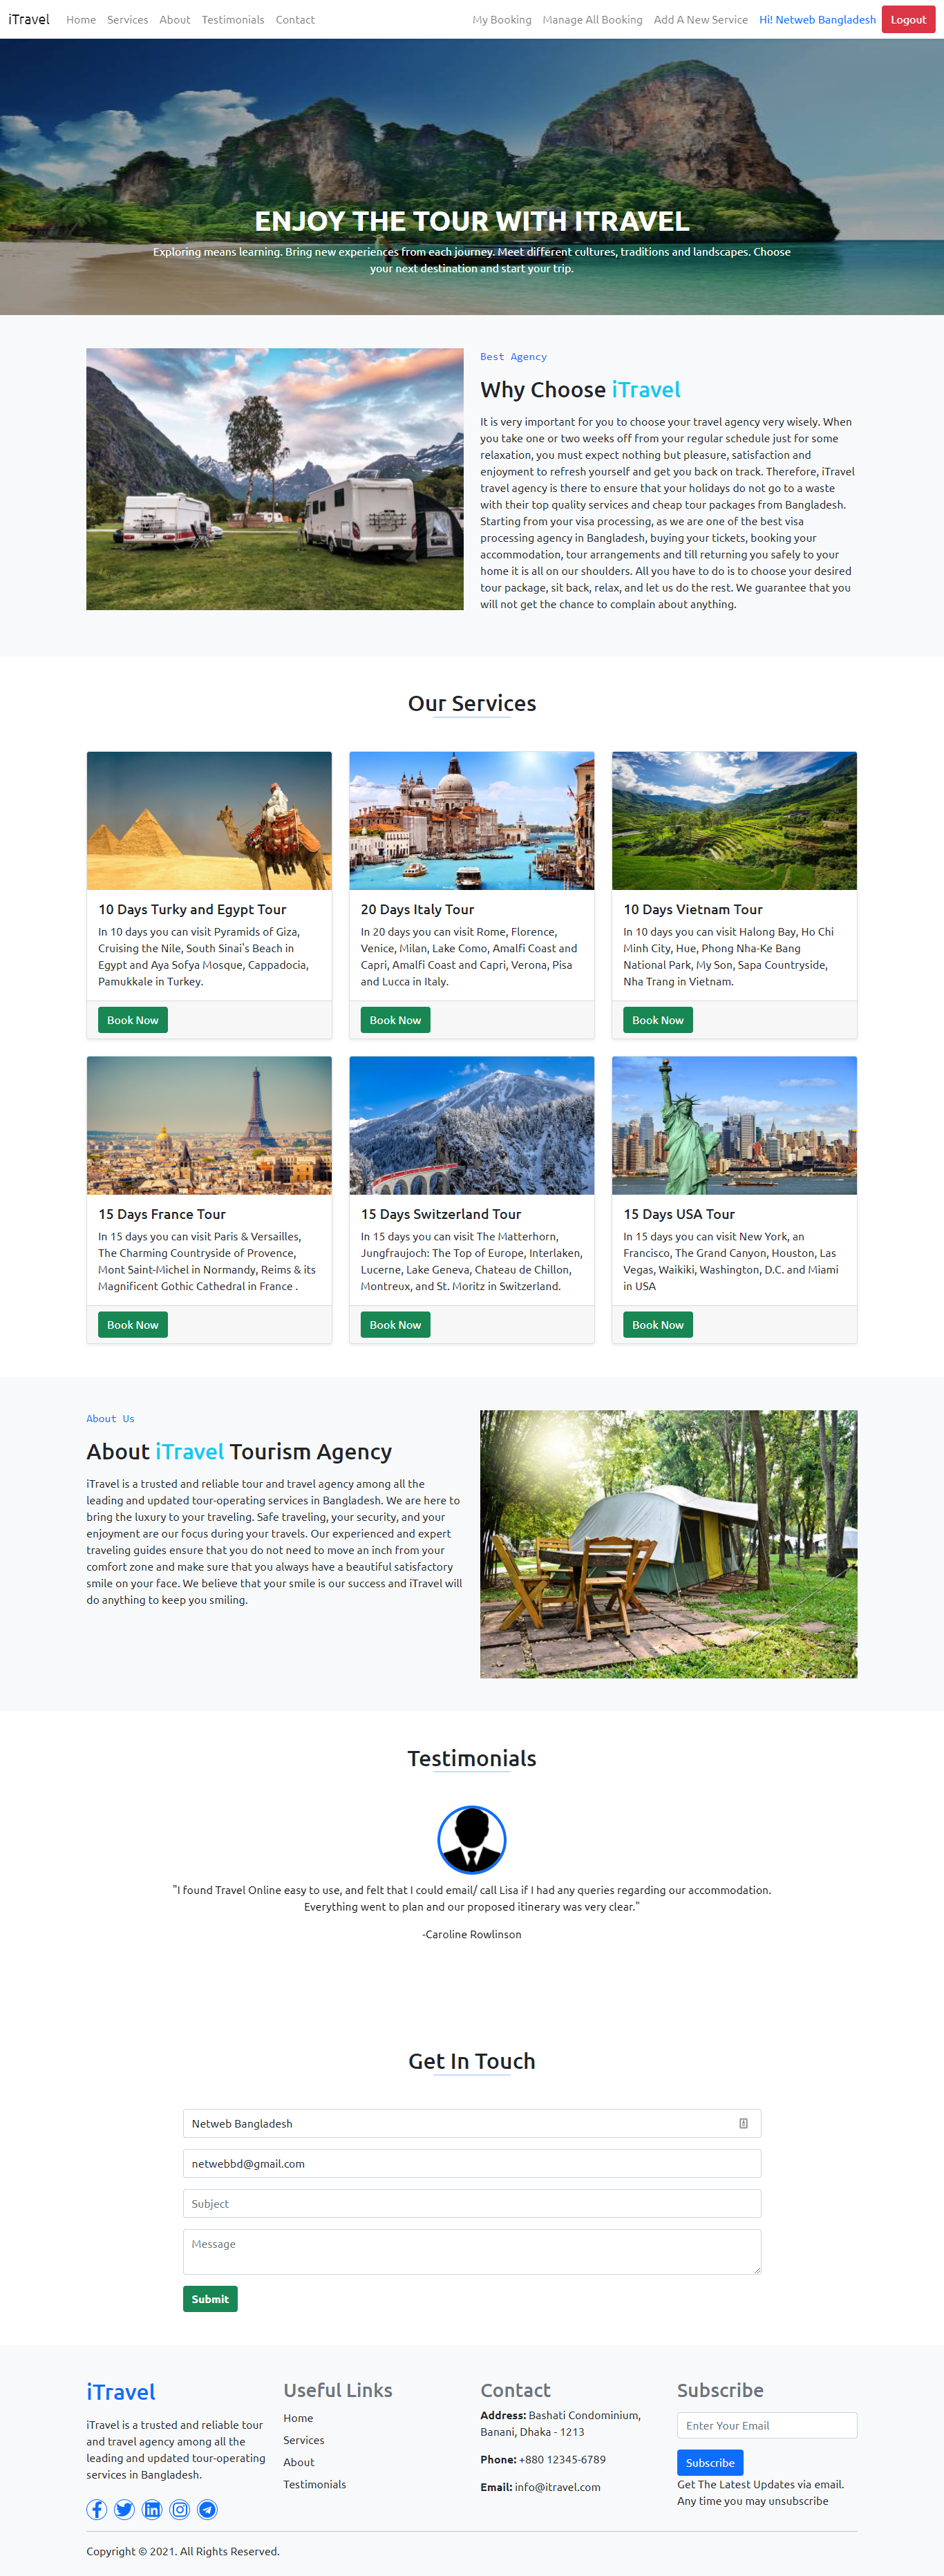 iTravel Home Services About Testimonials Contact My Booking Manage All Booking Add A New Service Hi! Netweb Bangladesh Logout
ENJOY THE TOUR WITH ITRAVEL
Exploring means learning. Bring new experiences from each journey. Meet different cultures, traditions and landscapes. Choose
your next destination and start your trip.
Best Agency
Why Choose iTravel
It is very important for you to choose your travel agency very wisely. When
you take one or two weeks off from your regular schedule just for some
relaxation, you must expect nothing but pleasure, satisfaction and
enjoyment to refresh yourself and get you back on track. Therefore, iTravel
travel agency is there to ensure that your holidays do not go to a waste
with their top quality services and cheap tour packages from Bangladesh.
Starting from your visa processing, as we are one of the best visa
processing agency in Bangladesh, buying your tickets, booking your
accommodation, tour arrangements and till returning you safely to your
home it is all on our shoulders. All you have to do is to choose your desired
tour package, sit back, relax, and let us do the rest. We guarantee that you
will not get the chance to complain about anything.
Our Services
10 Days Turky and Egypt Tour
In 10 days you can visit Pyramids of Giza,
Cruising the Nile, South Sinai's Beach in
Egypt and Aya Sofya Mosque, Cappadocia,
Pamukkale in Turkey.
Book Now
20 Days Italy Tour
In 20 days you can visit Rome, Florence,
Venice, Milan, Lake Como, Amalfi Coast and
Capri, Amalfi Coast and Capri, Verona, Pisa
and Lucca in Italy.
Book Now
10 Days Vietnam Tour
In 10 days you can visit Halong Bay, Ho Chi
Minh City, Hue, Phong Nha-Ke Bang
National Park, My Son, Sapa Countryside,
Nha Trang in Vietnam.
Book Now
15 Days France Tour
In 15 days you can visit Paris & Versailles,
The Charming Countryside of Provence,
Mont Saint-Michel in Normandy, Reims & its
Magnificent Gothic Cathedral in France .
Book Now
15 Days Switzerland Tour
In 15 days you can visit The Matterhorn,
Jungfraujoch: The Top of Europe, Interlaken,
Lucerne, Lake Geneva, Chateau de Chillon,
Montreux, and St. Moritz in Switzerland.
Book Now
15 Days USA Tour
In 15 days you can visit New York, an
Francisco, The Grand Canyon, Houston, Las
Vegas, Waikiki, Washington, D.C. and Miami
in USA
Book Now
About Us
About iTravel Tourism Agency
iTravel is a trusted and reliable tour and travel agency among all the
leading and updated tour-operating services in Bangladesh. We are here to
bring the luxury to your traveling. Safe traveling, your security, and your
enjoyment are our focus during your travels. Our experienced and expert
traveling guides ensure that you do not need to move an inch from your
comfort zone and make sure that you always have a beautiful satisfactory
smile on your face. We believe that your smile is our success and iTravel will
do anything to keep you smiling.
Testimonials
"I found Travel Online easy to use, and felt that I could email/ call Lisa if I had any queries regarding our accommodation.
Everything went to plan and our proposed itinerary was very clear."
-Caroline Rowlinson
Get In Touch
Netweb Bangladesh
netwebbd@gmail.com
Subject
Message
Submit
iTravel
iTravel is a trusted and reliable tour
and travel agency among all the
leading and updated tour-operating
services in Bangladesh.
Useful Links
Home
Services
About
Testimonials
Contact
Address: Bashati Condominium,
Banani, Dhaka - 1213
Phone: +880 12345-6789
Email: info@itravel.com
Subscribe
Enter Your Email
Subscribe
Get The Latest Updates via email.
Any time you may unsubscribe
Copyright © 2021. All Rights Reserved.